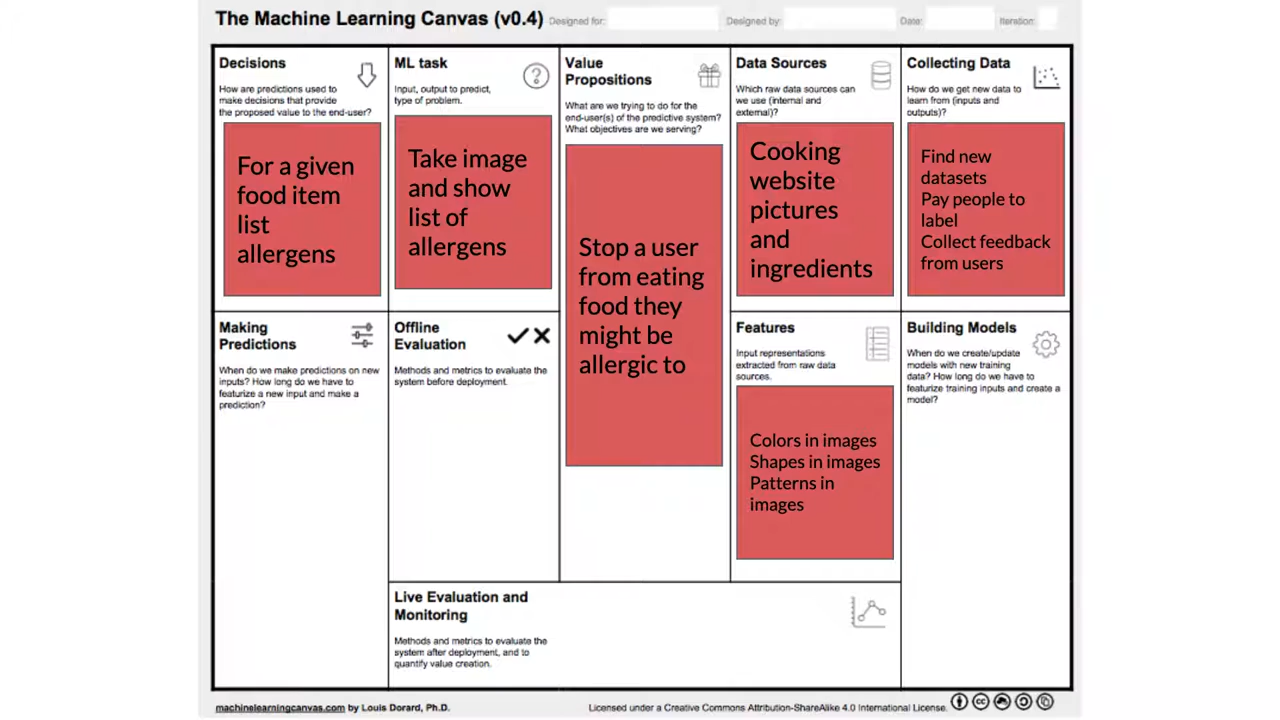 The Machine Learning Canvas (v0.4)
Designed for:
Designed by:
Date:
Iteration:
Decisions
How are predictions used to
make decisions that provide
the proposed value to the end-user?
For a given
food item
list
allergens
ML task
Input, output to predict,
type of problem.
Take image
and show
list of
allergens
Value
Propositions
What are we trying to do for the
end-user(s) of the predictive system?
What objectives are we serving?
Stop a user
from eating
food they
might be
allergic to
Data Sources
Which raw data sources can
we use (internal and
external)?
Cooking
website
pictures
and
ingredients
Collecting Data
How do we get new data to
learn from (inputs and
outputs)?
Find new
datasets
Pay people to
label
Collect feedback
from users
Making
Predictions
When do we make predictions on new
inputs? How long do we have to
featurize a new input and make a
prediction?
Offline
Evaluation
Methods and metrics to evaluate the
system before deployment.
Features
Input representations
extracted from raw data
sources.
Colors in images
Shapes in images
Patterns in
images
Building Models
When do we create/update
models with new training
data? How long do we have to
featurize training inputs and create a
model?
Live Evaluation and
Monitoring
Methods and metrics to evaluate the
system after deployment, and to
quantify value creation.
machinelearningcanvas.com by Louis Dorard, Ph.D.
Licensed under a Creative Commons Attribution-ShareAlike 4.0 International License.